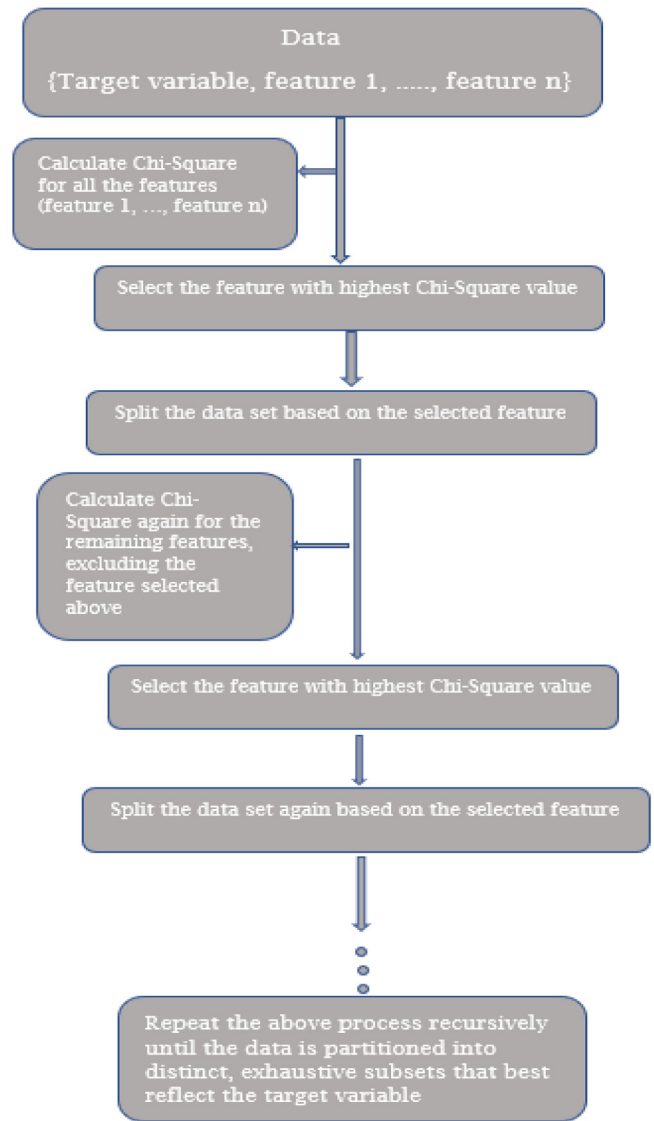 Data
{Target variable, feature 1, ....., feature n}
Calculate Chi-Square
for all the features
(feature 1, ..., feature n)
Select the feature with highest Chi-Square value
Split the data set based on the selected feature
Calculate Chi-
Square again for the
remaining features,
excluding the
feature selected
above
Select the feature with highest Chi-Square value
Split the data set again based on the selected feature
Repeat the above process recursively
until the data is partitioned into
distinct, exhaustive subsets that best
reflect the target variable